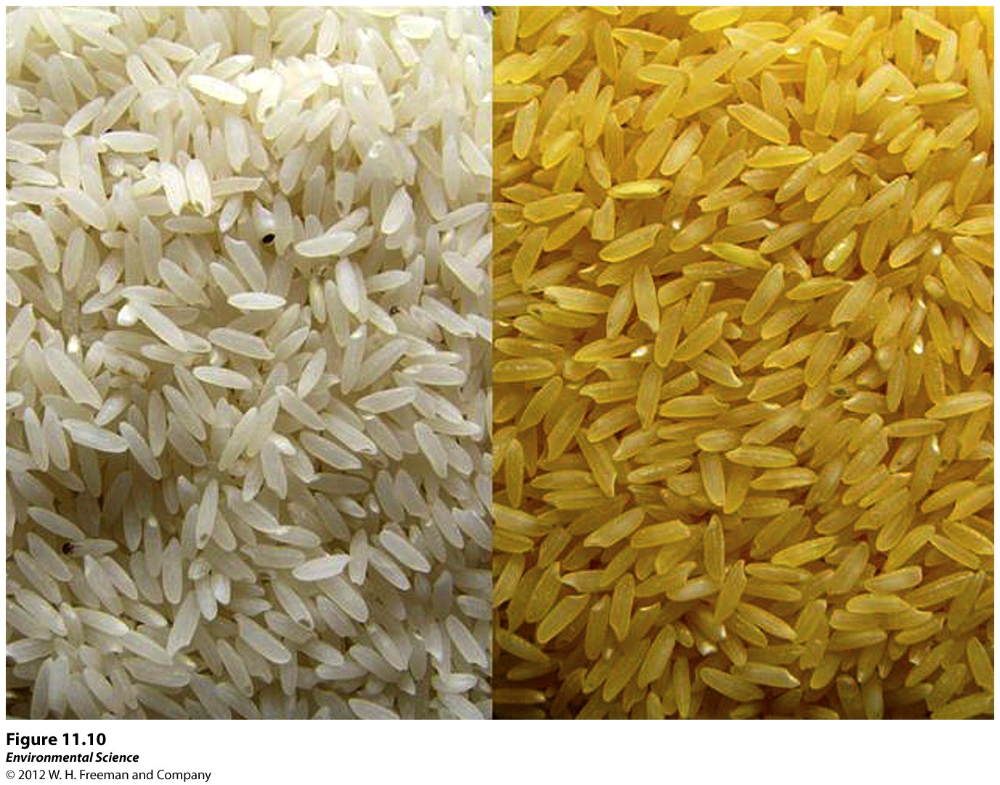 Figure 11.10
Environmental Science
© 2012 W. H. Freeman and Company